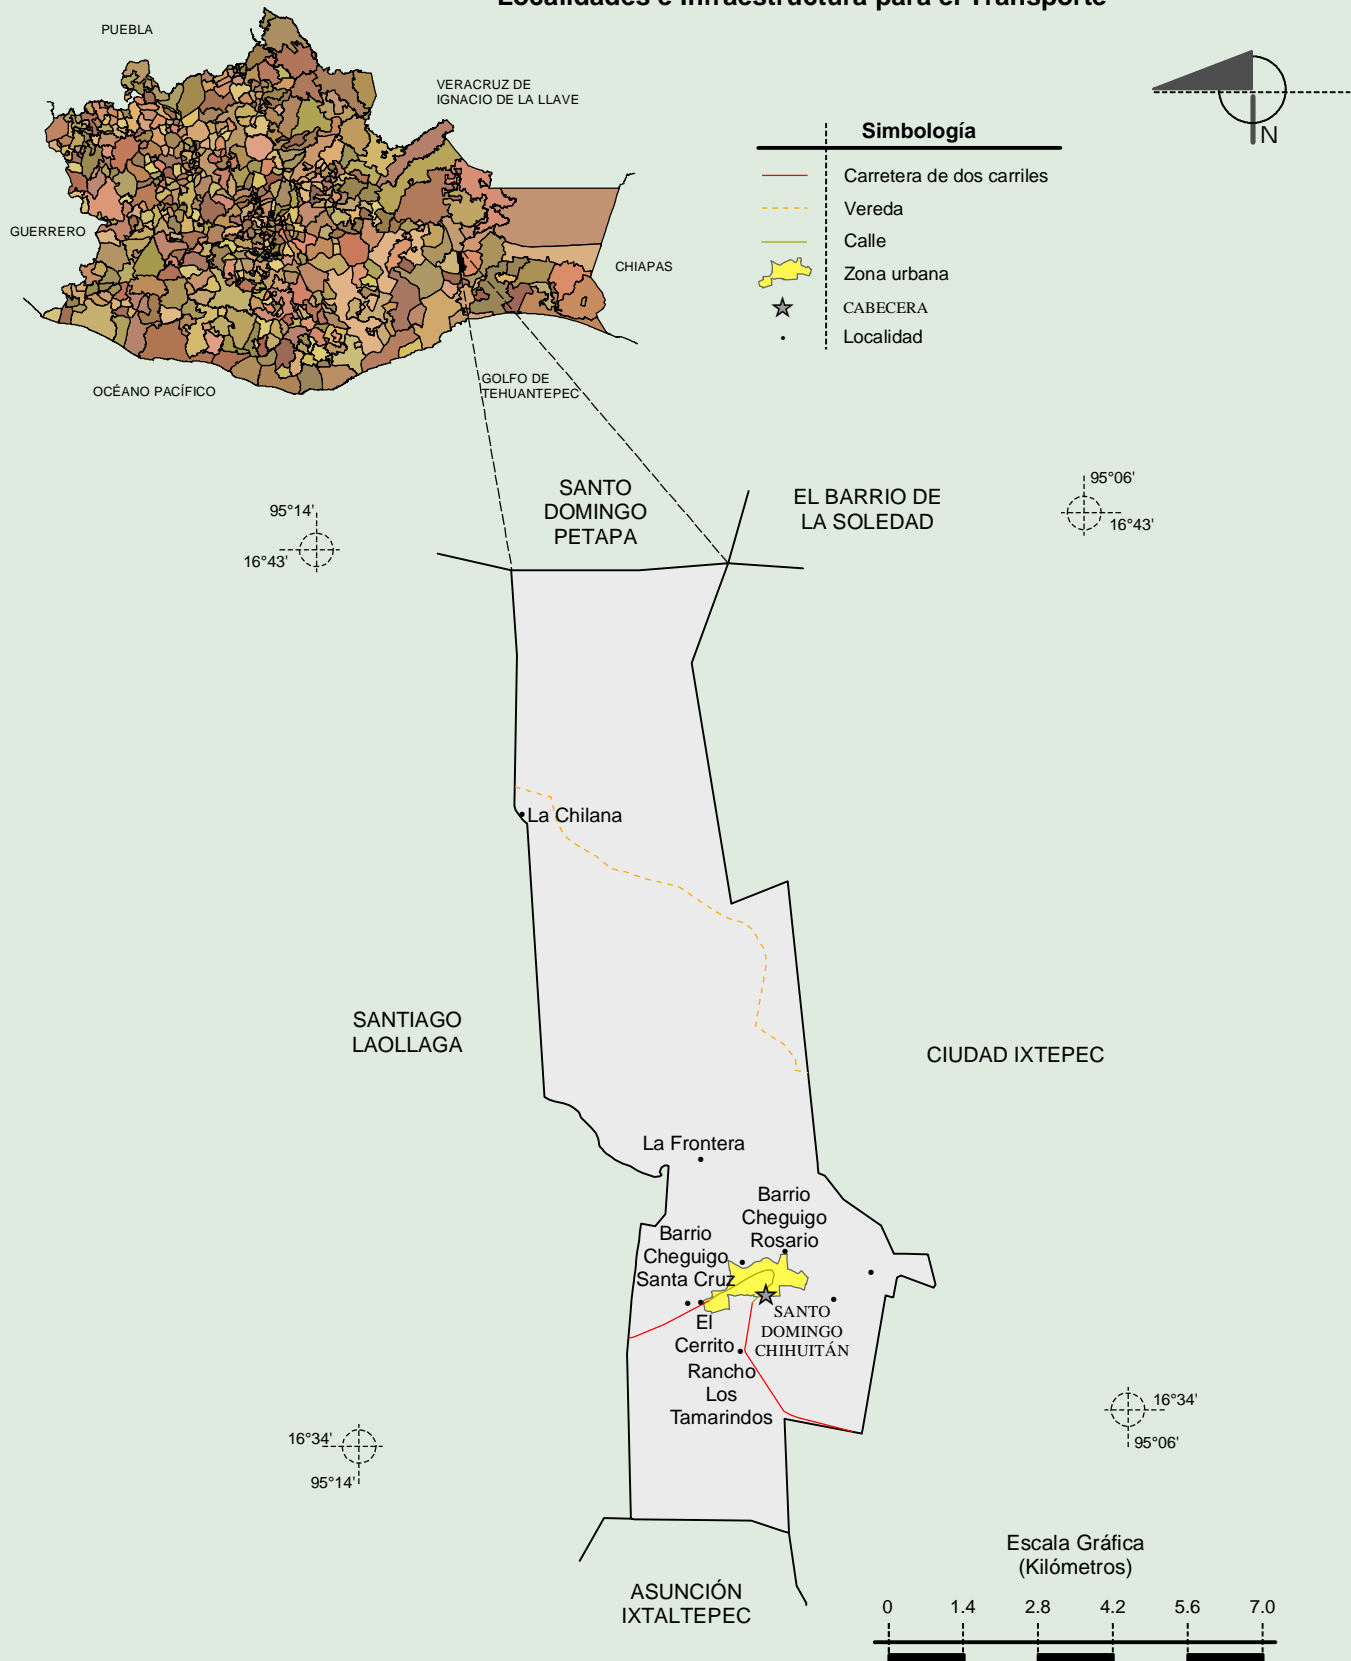 Localidades e Infraestructura para el Transporte
PUEBLA
VERACRUZ DE
IGNACIO DE LA LLAVE
GUERRERO
CHIAPAS
OCÉANO PACÍFICO
GOLFO DE
TEHUANTEPEC
N
Simbología
Carretera de dos carriles
Vereda
Calle
Zona urbana
CABECERA
Localidad
95°14'
16°43'
SANTO
DOMINGO
PETAPA
EL BARRIO DE
LA SOLEDAD
95°06'
16°43'
La Chilana
SANTIAGO
LAOLLAGA
CIUDAD IXTEPEC
La Frontera
Barrio
Cheguigo
Rosario
Barrio
Cheguigo
Santa Cruz
El
Cerrito
SANTO
DOMINGO
CHIHUITÁN
Rancho
Los
Tamarindos
16°34'
95°14'
16°34'
95°06'
ASUNCIÓN
IXTALTEPEC
Escala Gráfica
(Kilómetros)
0 1.4 2.8 4.2 5.6 7.0